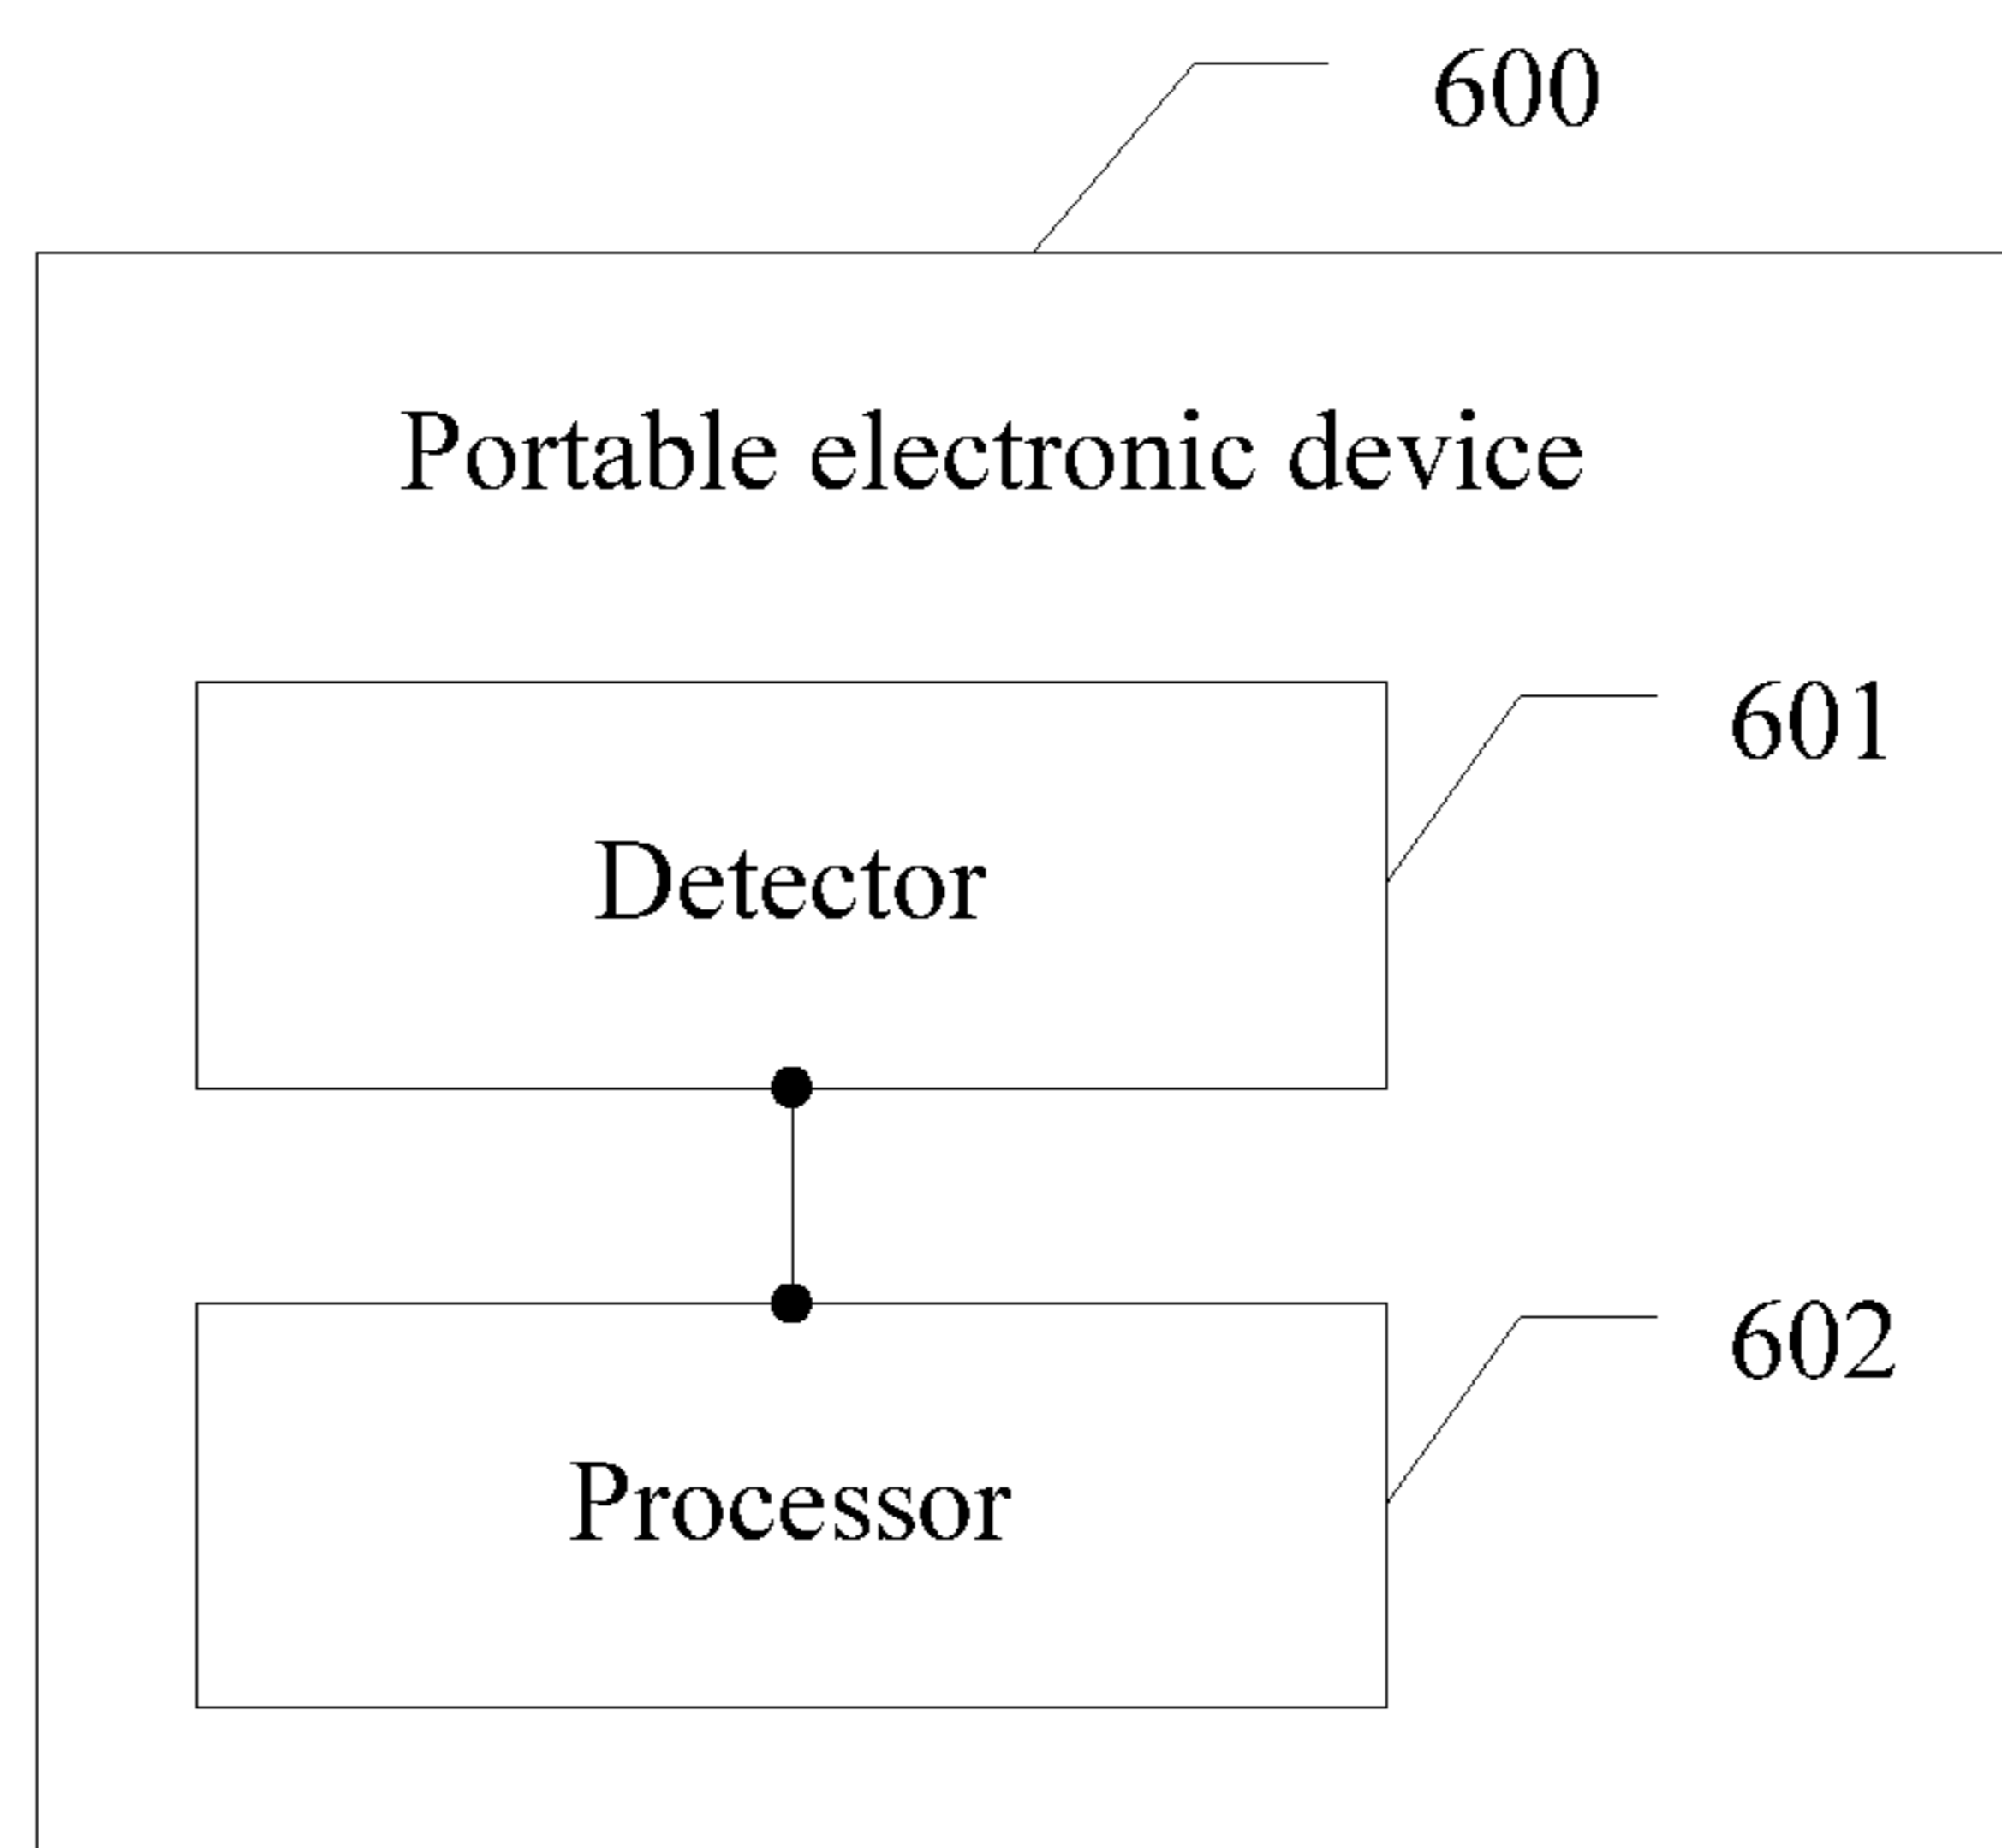 600
Portable electronic device
601
Detector
602
Processor